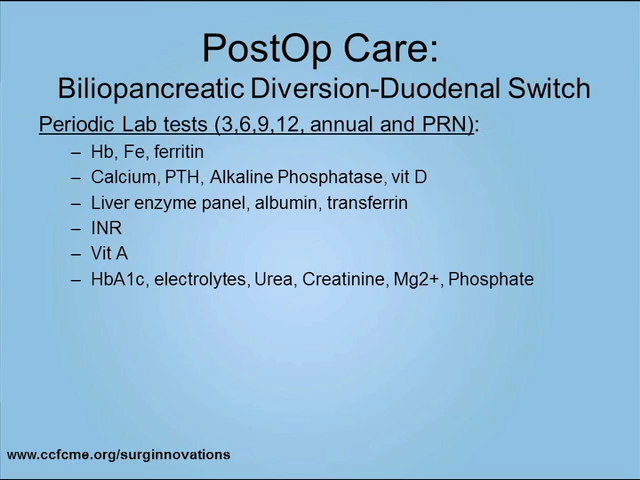 PostOp Care:
Biliopancreatic Diversion-Duodenal Switch
Periodic Lab tests (3,6,9,12, annual and PRN):
– Hb, Fe, ferritin
– Calcium, PTH, Alkaline Phosphatase, vit D
– Liver enzyme panel, albumin, transferrin
– INR
– Vit A
– HbA1c, electrolytes, Urea, Creatinine, Mg2+, Phosphate
www.ccfcme.org/surginnovations